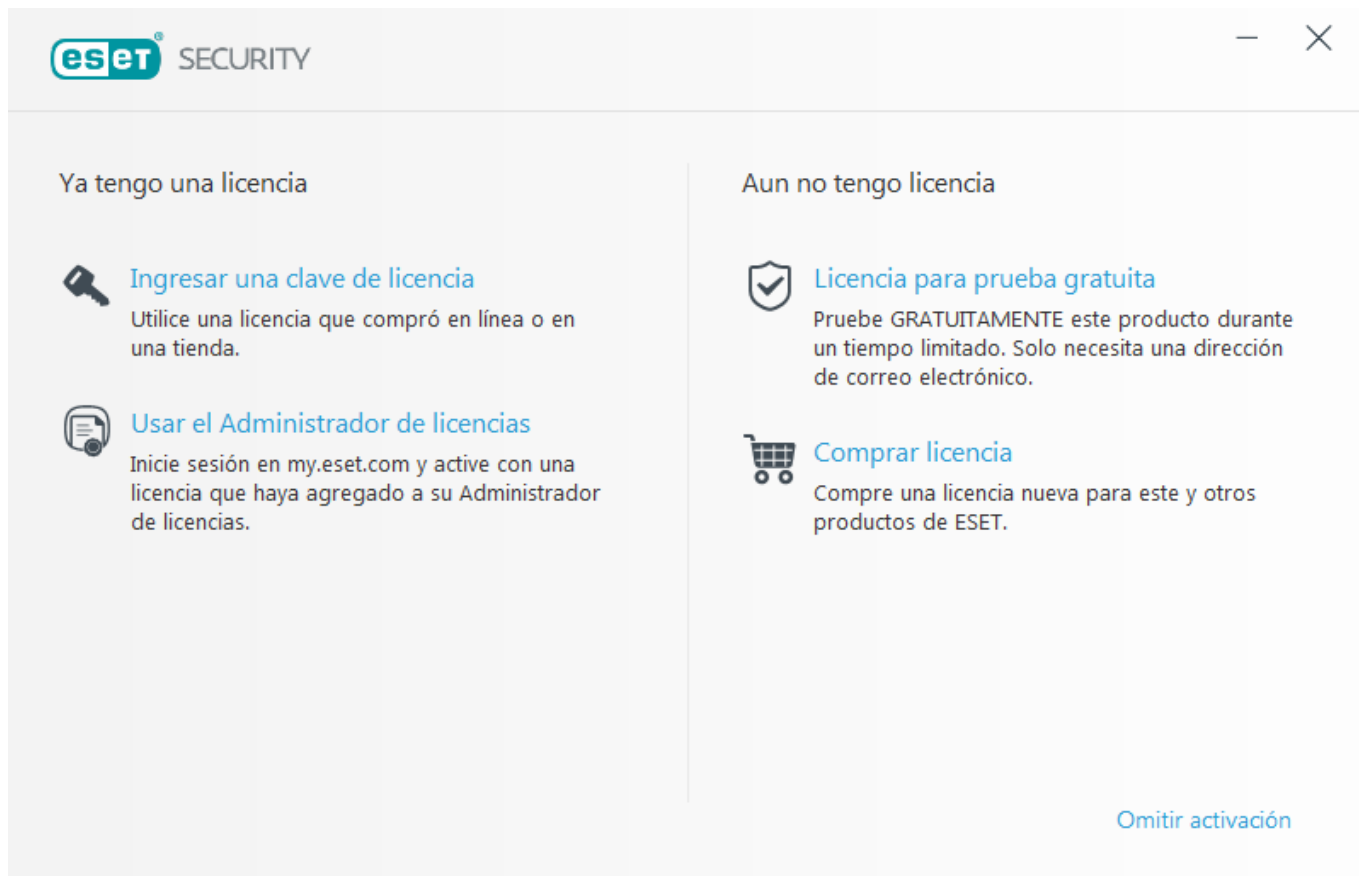 eset® SECURITY
Ya tengo una licencia
Ingresar una clave de licencia
Utilice una licencia que compró en línea o en
una tienda.
Usar el Administrador de licencias
Inicie sesión en my.eset.com y active con una
licencia que haya agregado a su Administrador
de licencias.
Aun no tengo licencia
Licencia para prueba gratuita
Pruebe GRATUITAMENTE este producto durante
un tiempo limitado. Solo necesita una dirección
de correo electrónico.
Comprar licencia
Compre una licencia nueva para este y otros
productos de ESET.
Omitir activación